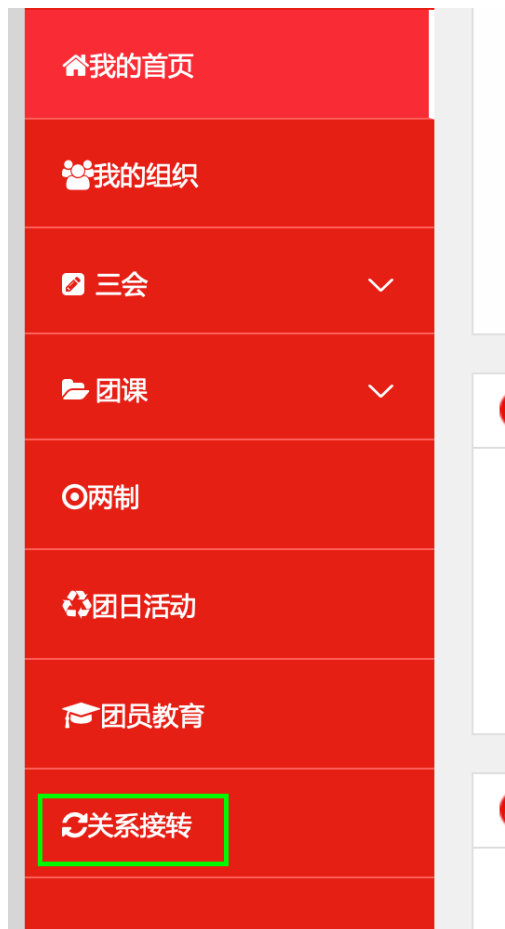 我的首页
我的组织
三会
团课
两制
团日活动
团员教育
关系接转